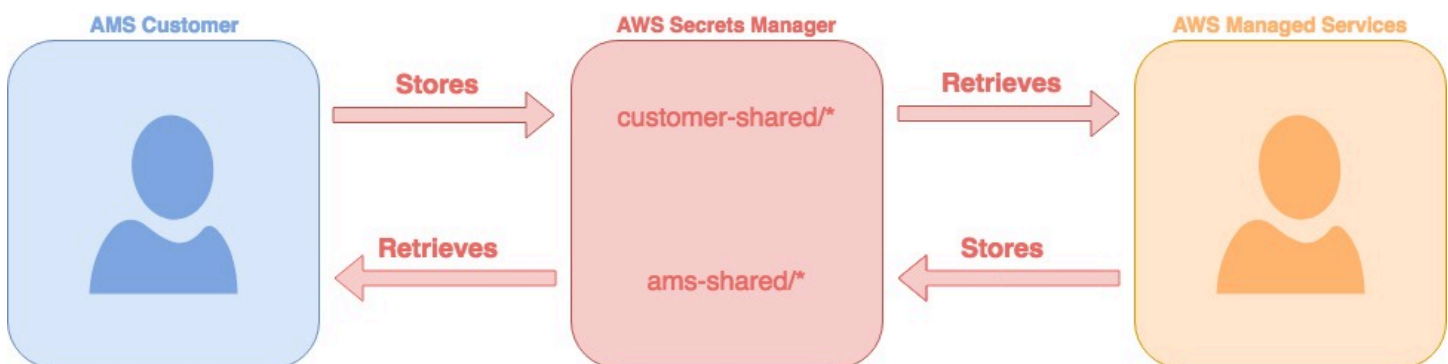 AMS Customer
AWS Secrets Manager
AWS Managed Services
Stores
customer-shared/*
Retrieves
Retrieves
ams-shared/*
Stores